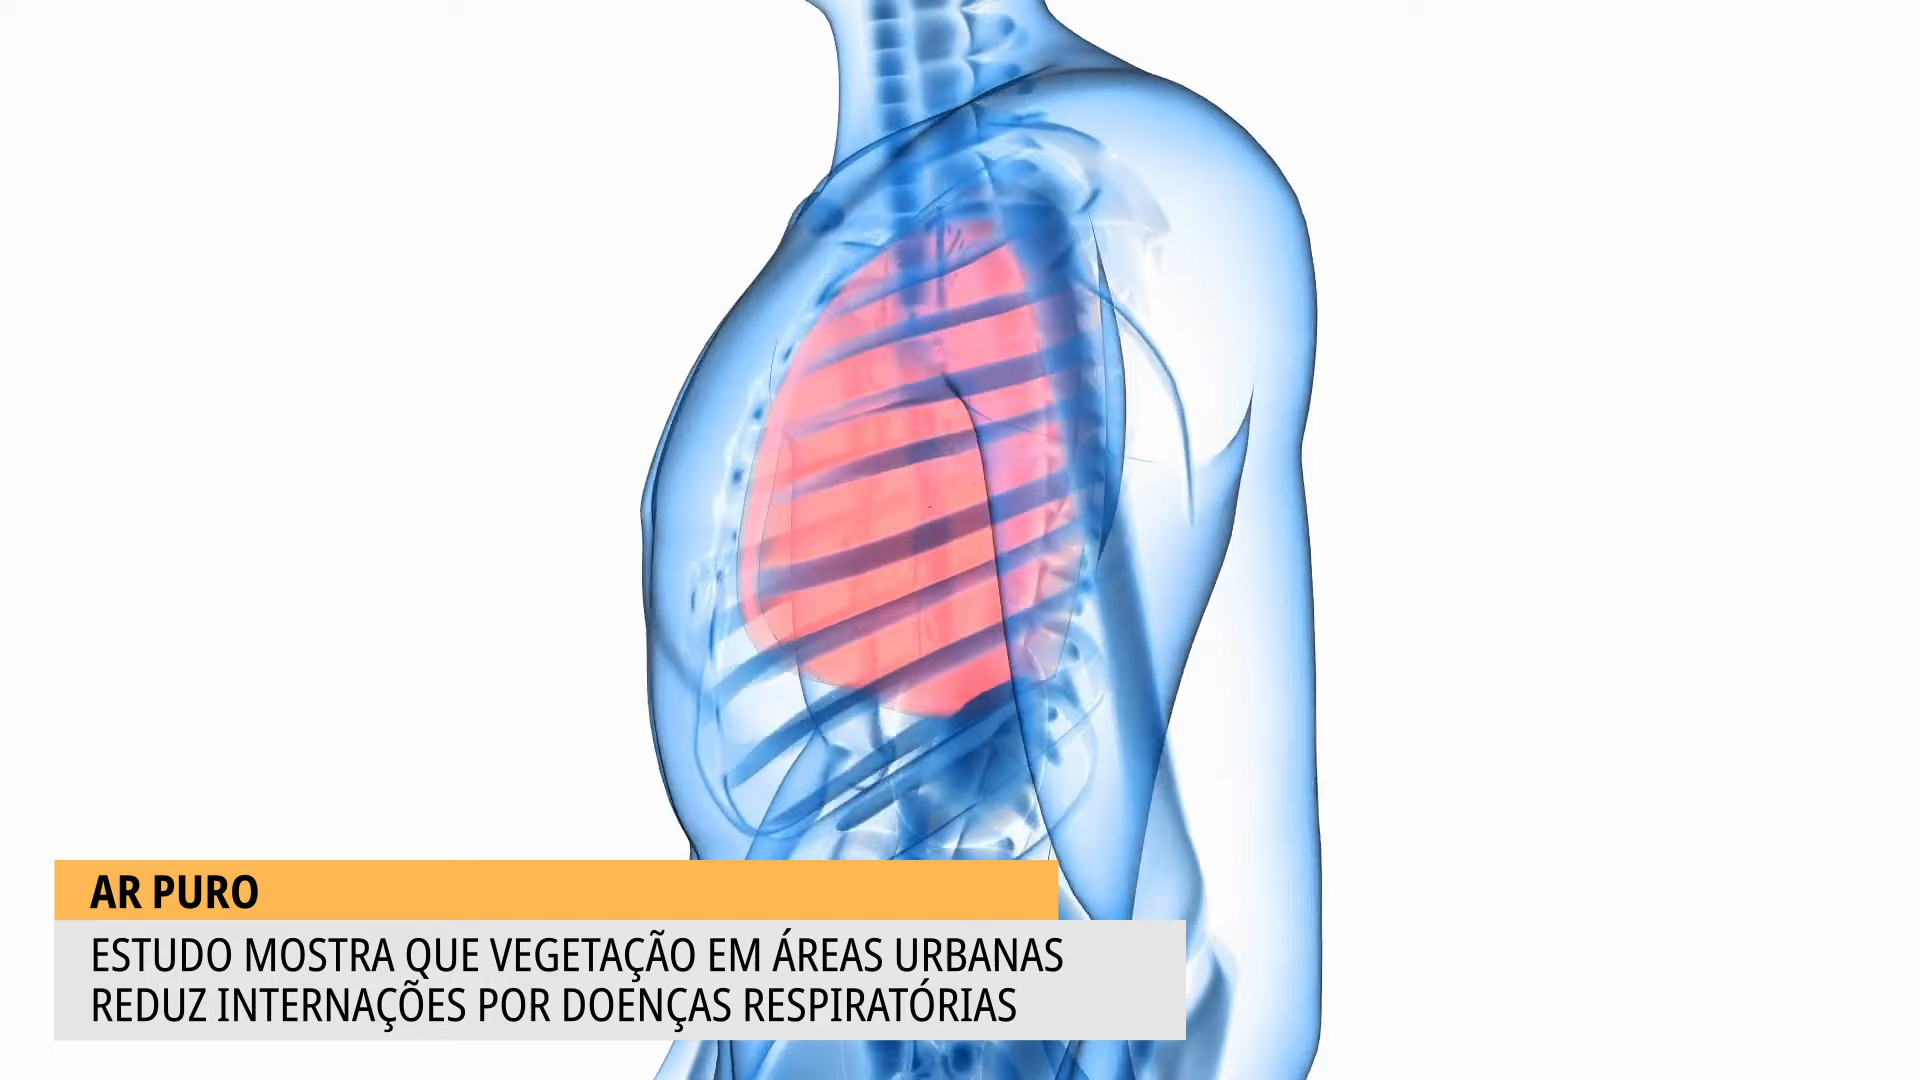 AR PURO
ESTUDO MOSTRA QUE VEGETAÇÃO EM ÁREAS URBANAS
REDUZ INTERNAÇÕES POR DOENÇAS RESPIRATÓRIAS